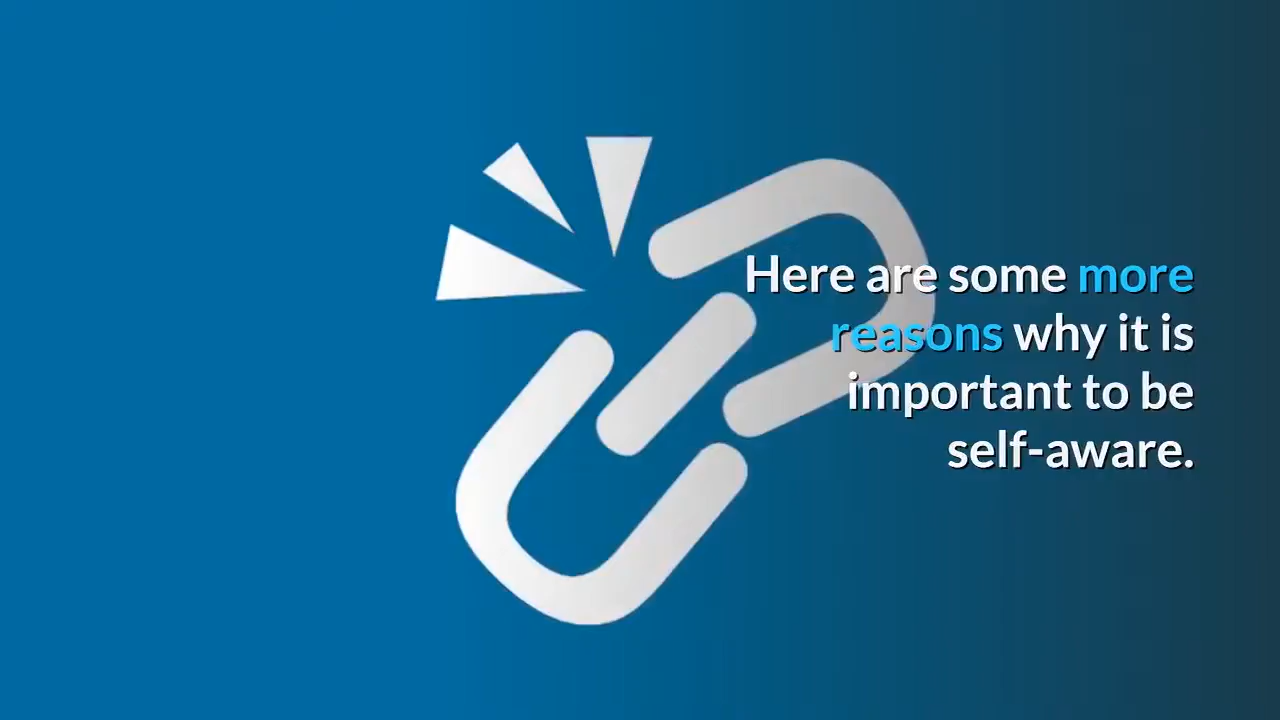 Here are some more
reasons why it is
important to be
self-aware.